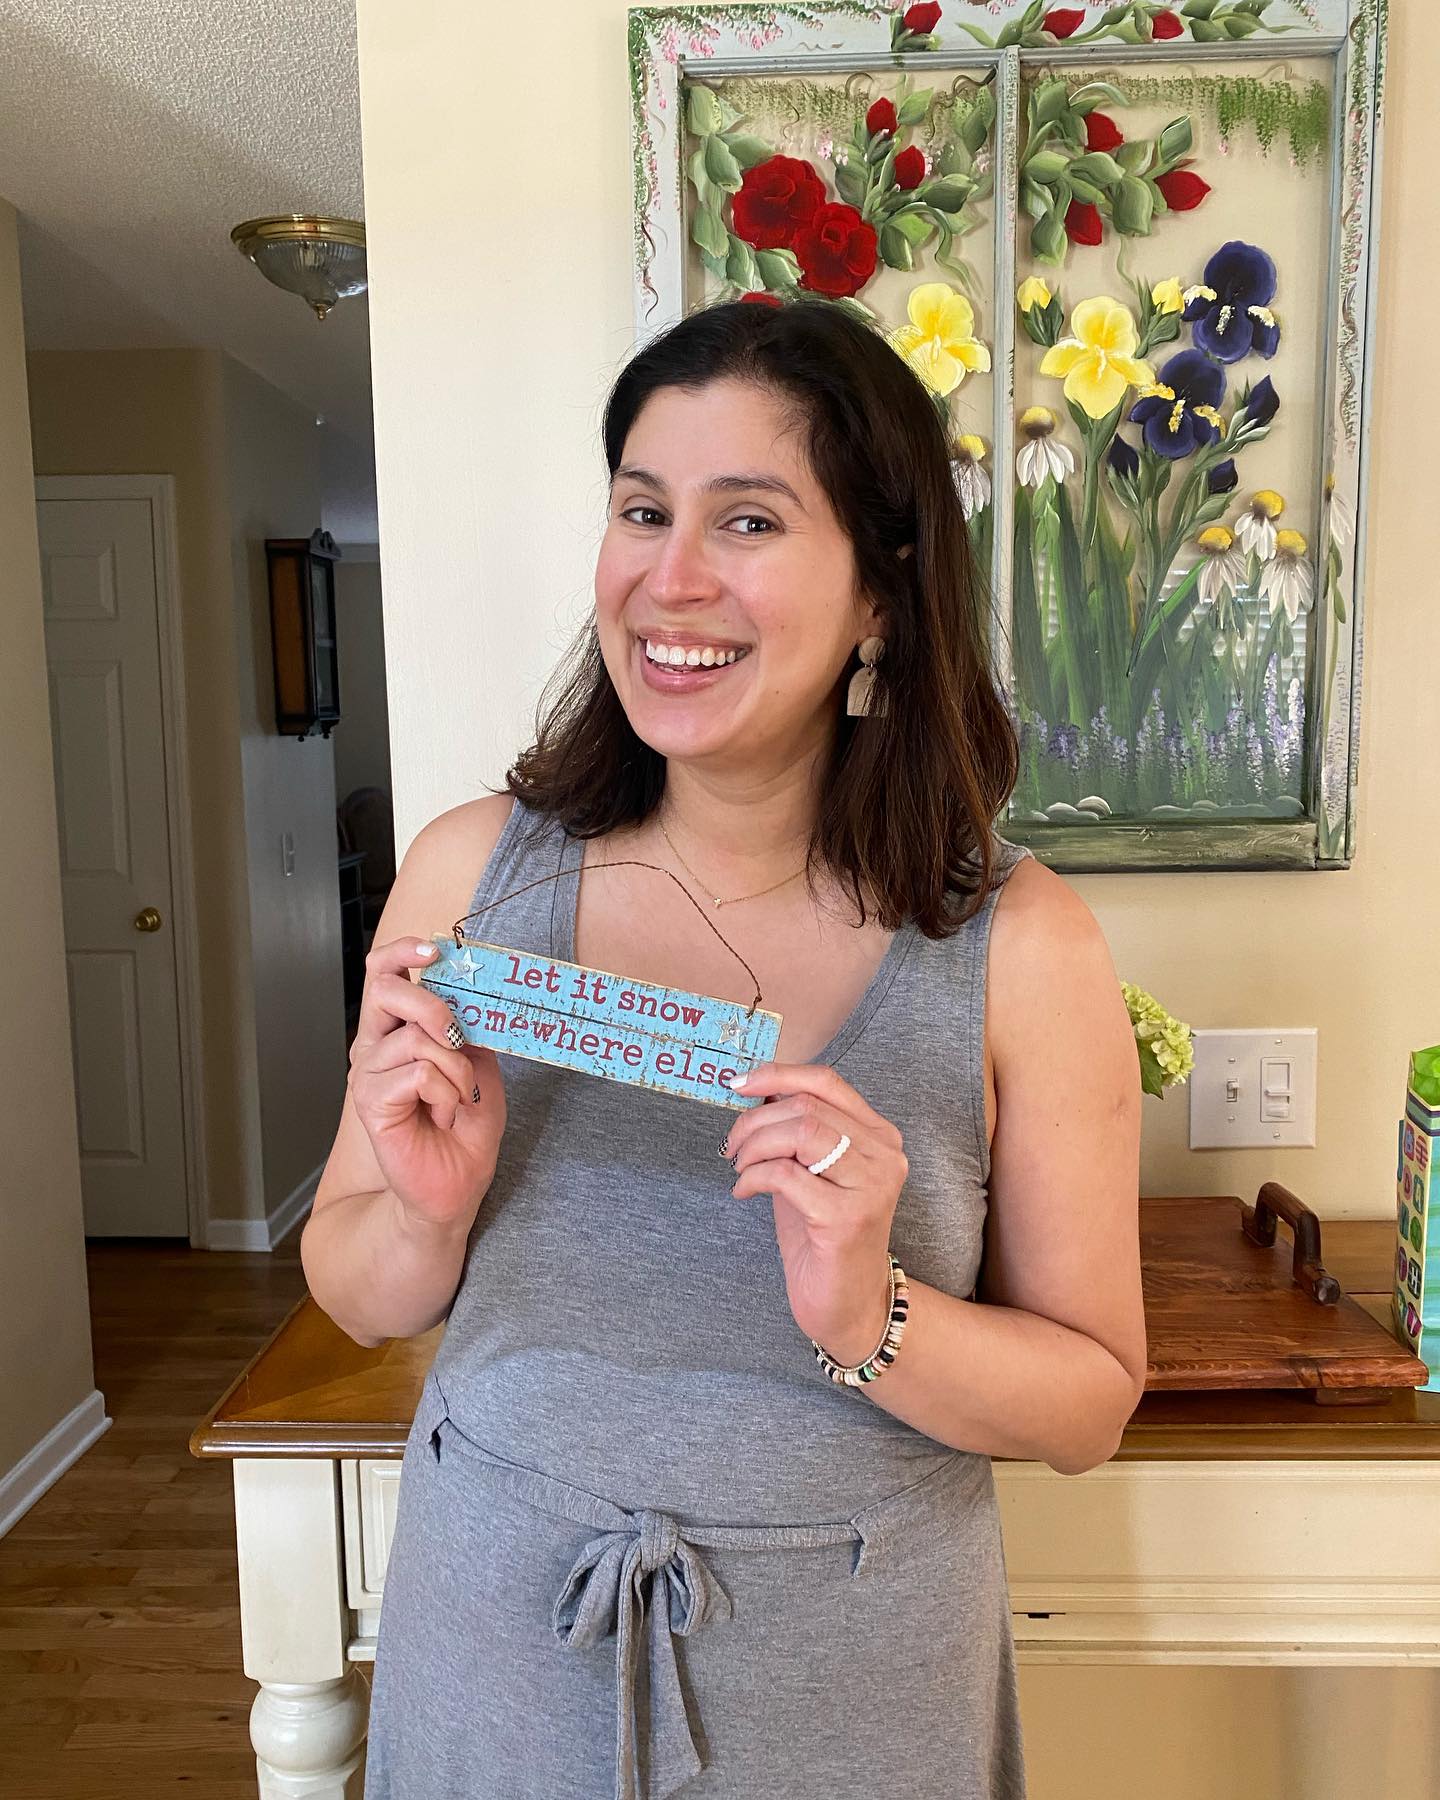 let it snow
somewhere else